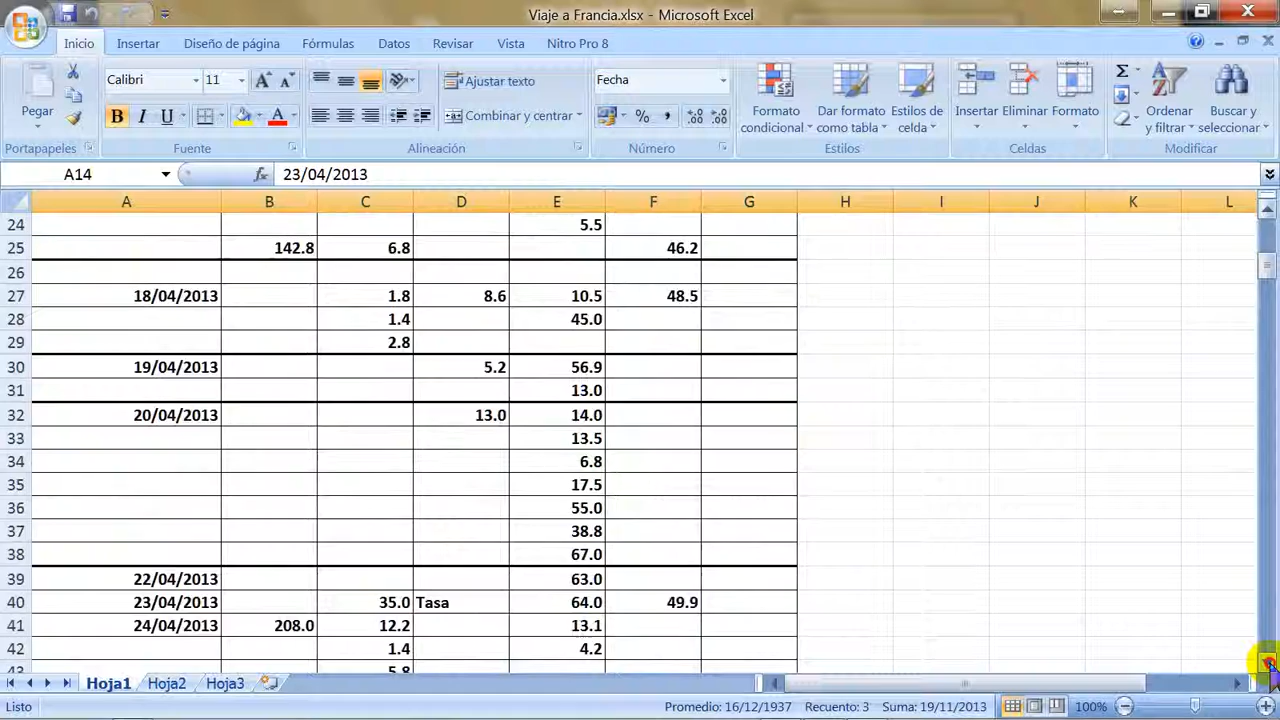 Viaje a Francia.xlsx - Microsoft Excel
Inicio Insertar Diseño de página Fórmulas Datos Revisar Vista Nitro Pro 8
Pegar
Portapapeles
Calibri 11
Fuente
Ajustar texto
Combinar y centrar
Alineación
Fecha
Número
Formato condicional
Dar formato como tabla
Estilos de celda
Estilos
Insertar Eliminar Formato
Celdas
Ordenar y filtrar
Buscar y seleccionar
Modificar
A14 fx 23/04/2013
A B C D E F G H I J K L
24 5.5
25 142.8 6.8 46.2
26
27 18/04/2013 1.8 8.6 10.5 48.5
28 1.4 45.0
29 2.8
30 19/04/2013 5.2 56.9
31 13.0
32 20/04/2013 13.0 14.0
33 13.5
34 6.8
35 17.5
36 55.0
37 38.8
38 67.0
39 22/04/2013 63.0
40 23/04/2013 35.0 Tasa 64.0 49.9
41 24/04/2013 208.0 12.2 13.1
42 1.4 4.2
43 5.8
Hoja1 Hoja2 Hoja3
Listo Promedio: 16/12/1937 Recuento: 3 Suma: 19/11/2013 100%